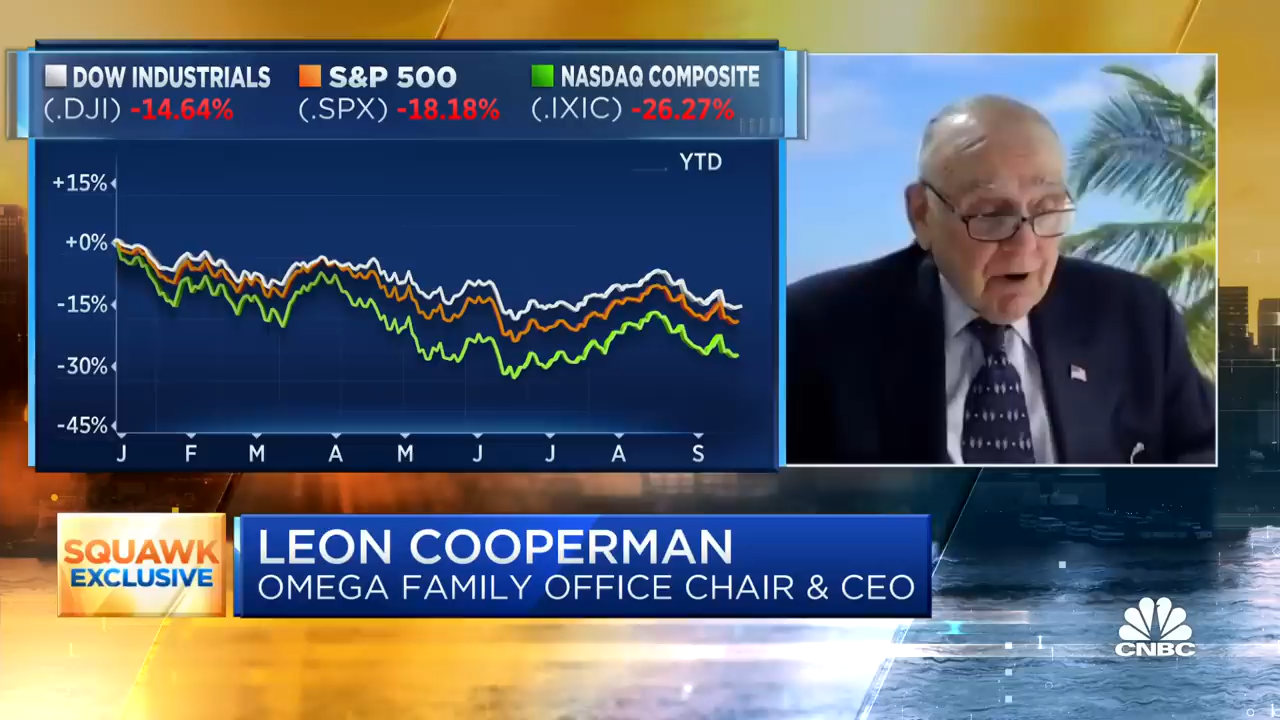 DOW INDUSTRIALS
(.DJI) -14.64%
S&P 500
(.SPX) -18.18%
NASDAQ COMPOSITE
(.IXIC) -26.27%
YTD
+15%
+0%
-15%
-30%
-45%
J F M A M J J A S
SQUAWK
EXCLUSIVE
LEON COOPERMAN
OMEGA FAMILY OFFICE CHAIR & CEO
CNBC